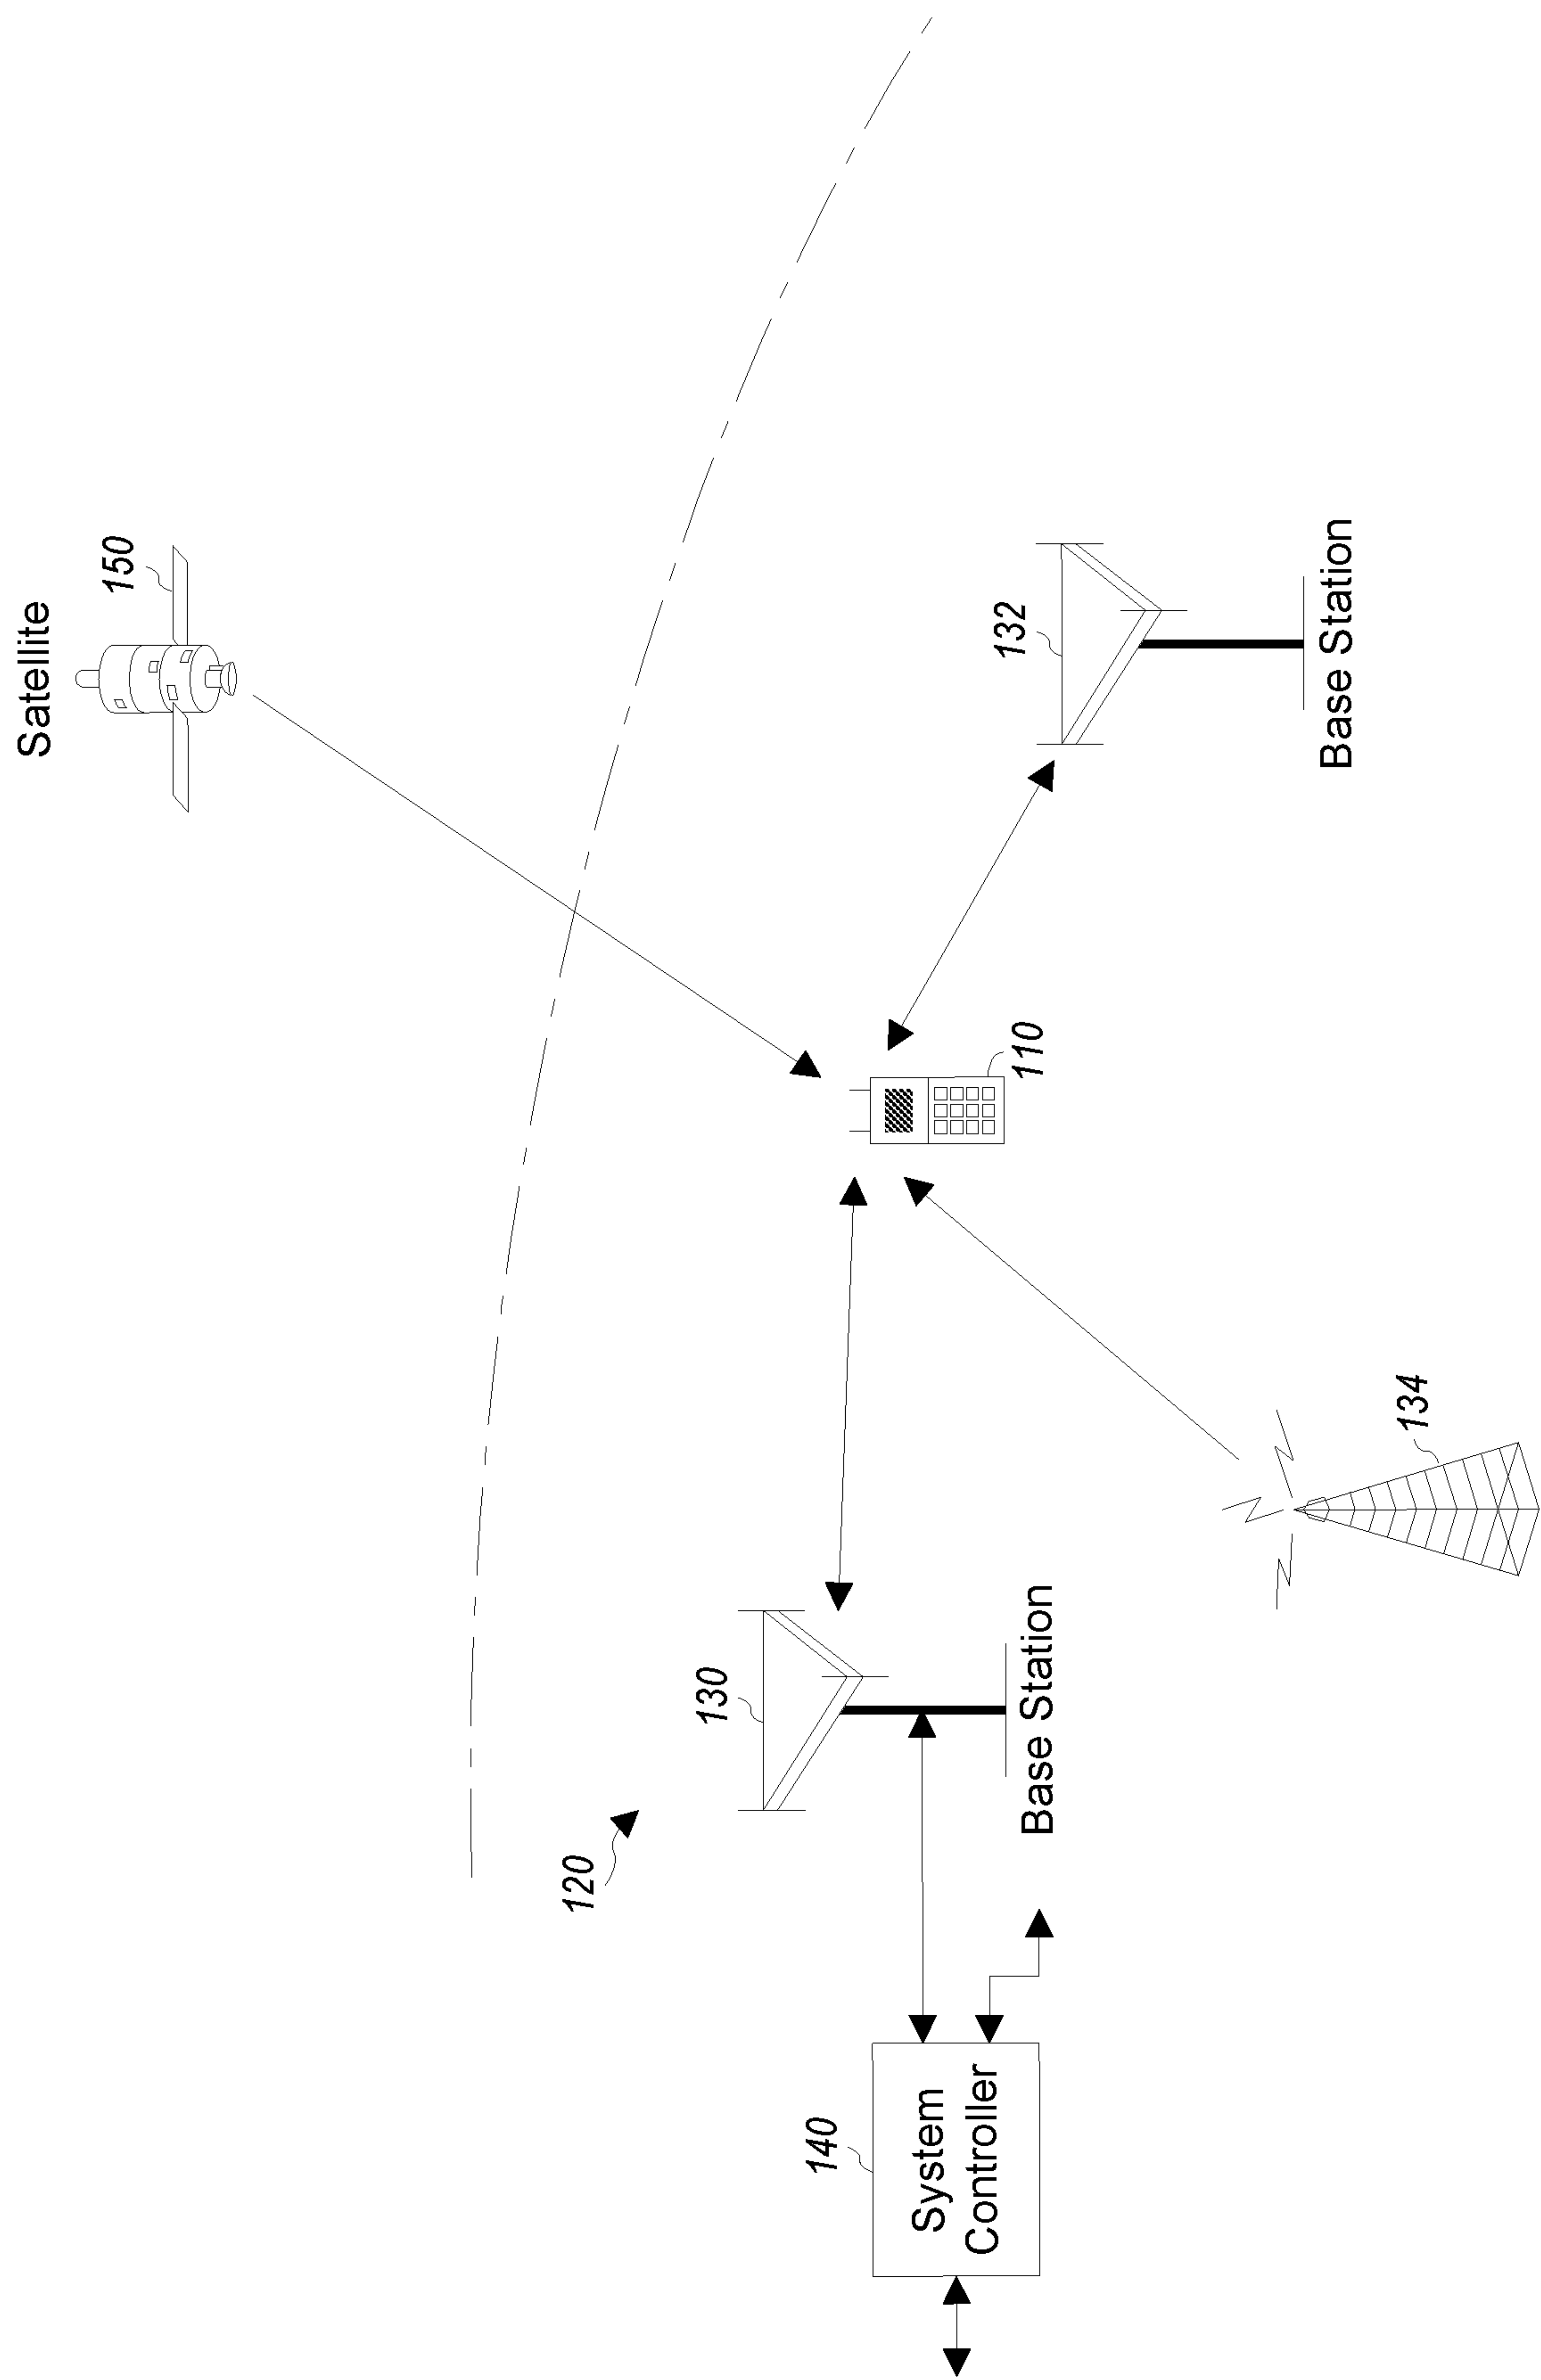 Satellite
150
120
130
132
140
System
Controller
110
Base Station
134
Base Station